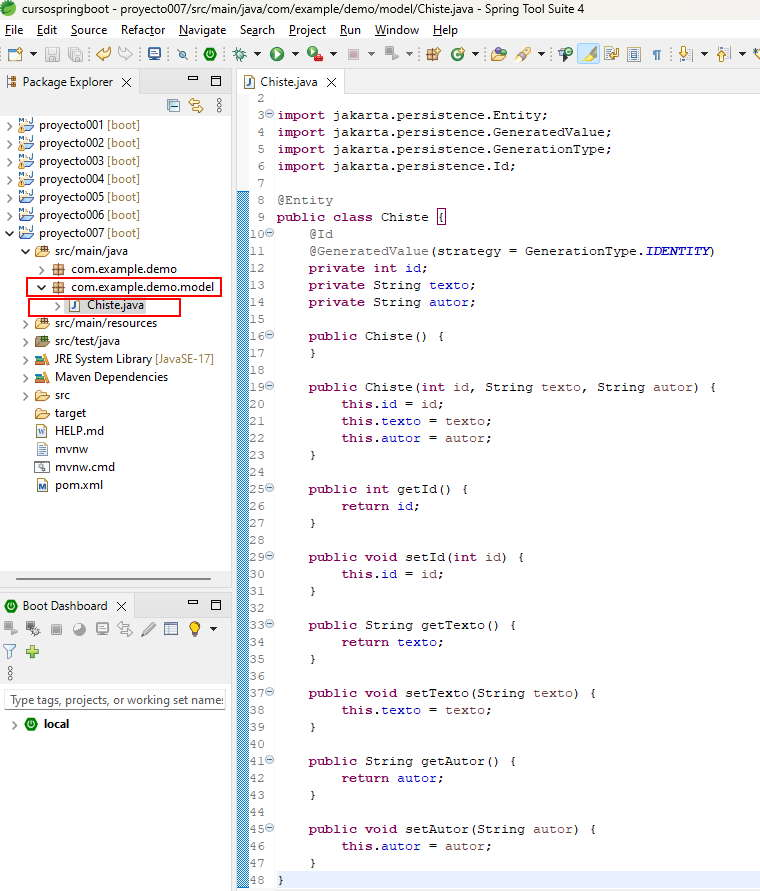 cursospringboot - proyecto007/src/main/java/com/example/demo/model/Chiste.java - Spring Tool Suite 4
File Edit Source Refactor Navigate Search Project Run Window Help
Package Explorer
proyecto001 [boot]
proyecto002 [boot]
proyecto003 [boot]
proyecto004 [boot]
proyecto005 [boot]
proyecto006 [boot]
proyecto007 [boot]
src/main/java
com.example.demo
com.example.demo.model
Chiste.java
src/main/resources
src/test/java
JRE System Library [JavaSE-17]
Maven Dependencies
src
target
HELP.md
mvnw
mvnw.cmd
pom.xml
Boot Dashboard
Type tags, projects, or working set names
local
Chiste.java
2
3 import jakarta.persistence.Entity;
4 import jakarta.persistence.GeneratedValue;
5 import jakarta.persistence.GenerationType;
6 import jakarta.persistence.Id;
7
8 @Entity
9 public class Chiste {
10 @Id
11 @GeneratedValue(strategy = GenerationType.IDENTITY)
12 private int id;
13 private String texto;
14 private String autor;
15
16 public Chiste() {
17 }
18
19 public Chiste(int id, String texto, String autor) {
20 this.id = id;
21 this.texto = texto;
22 this.autor = autor;
23 }
24
25 public int getId() {
26 return id;
27 }
28
29 public void setId(int id) {
30 this.id = id;
31 }
32
33 public String getTexto() {
34 return texto;
35 }
36
37 public void setTexto(String texto) {
38 this.texto = texto;
39 }
40
41 public String getAutor() {
42 return autor;
43 }
44
45 public void setAutor(String autor) {
46 this.autor = autor;
47 }
48 }